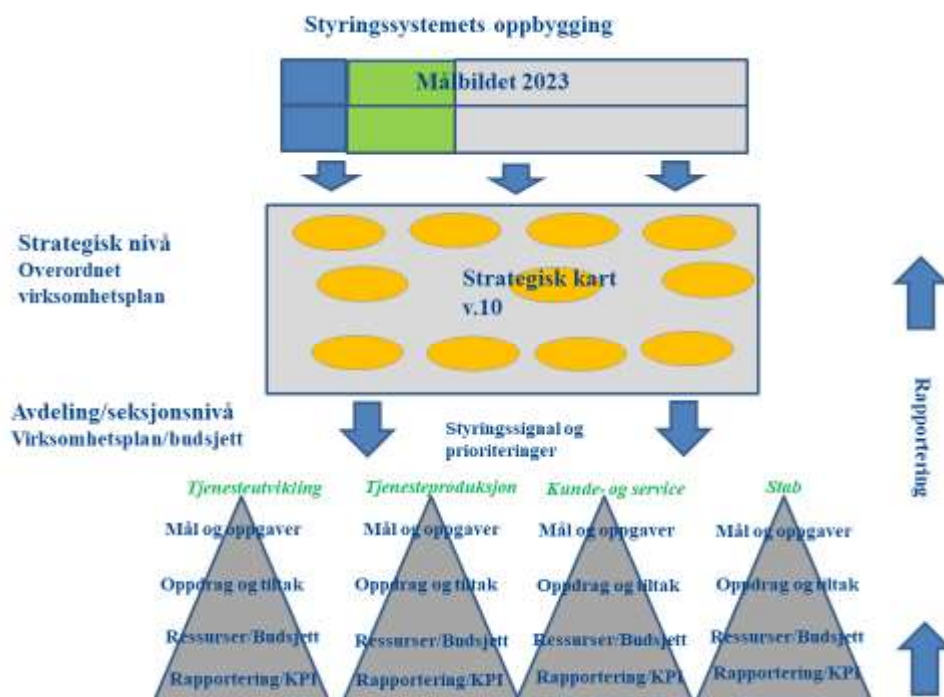 Styringssystemets oppbygging
Målbildet 2023
Strategisk nivå
Overordnet
virksomhetsplan
Strategisk kart
v.10
Rapportering
Avdeling/seksjonsnivå
Virksomhetsplan/budsjett
Styringssignal og
prioriteringer
Tjenesteutvikling
Mål og oppgaver
Oppdrag og tiltak
Ressurser/Budsjett
Rapportering/KPI
Tjenesteproduksjon
Mål og oppgaver
Oppdrag og tiltak
Ressurser/Budsjett
Rapportering/KPI
Kunde- og service
Mål og oppgaver
Oppdrag og tiltak
Ressurser/Budsjett
Rapportering/KPI
Stab
Mål og oppgaver
Oppdrag og tiltak
Ressurser/Budsjett
Rapportering/KPI